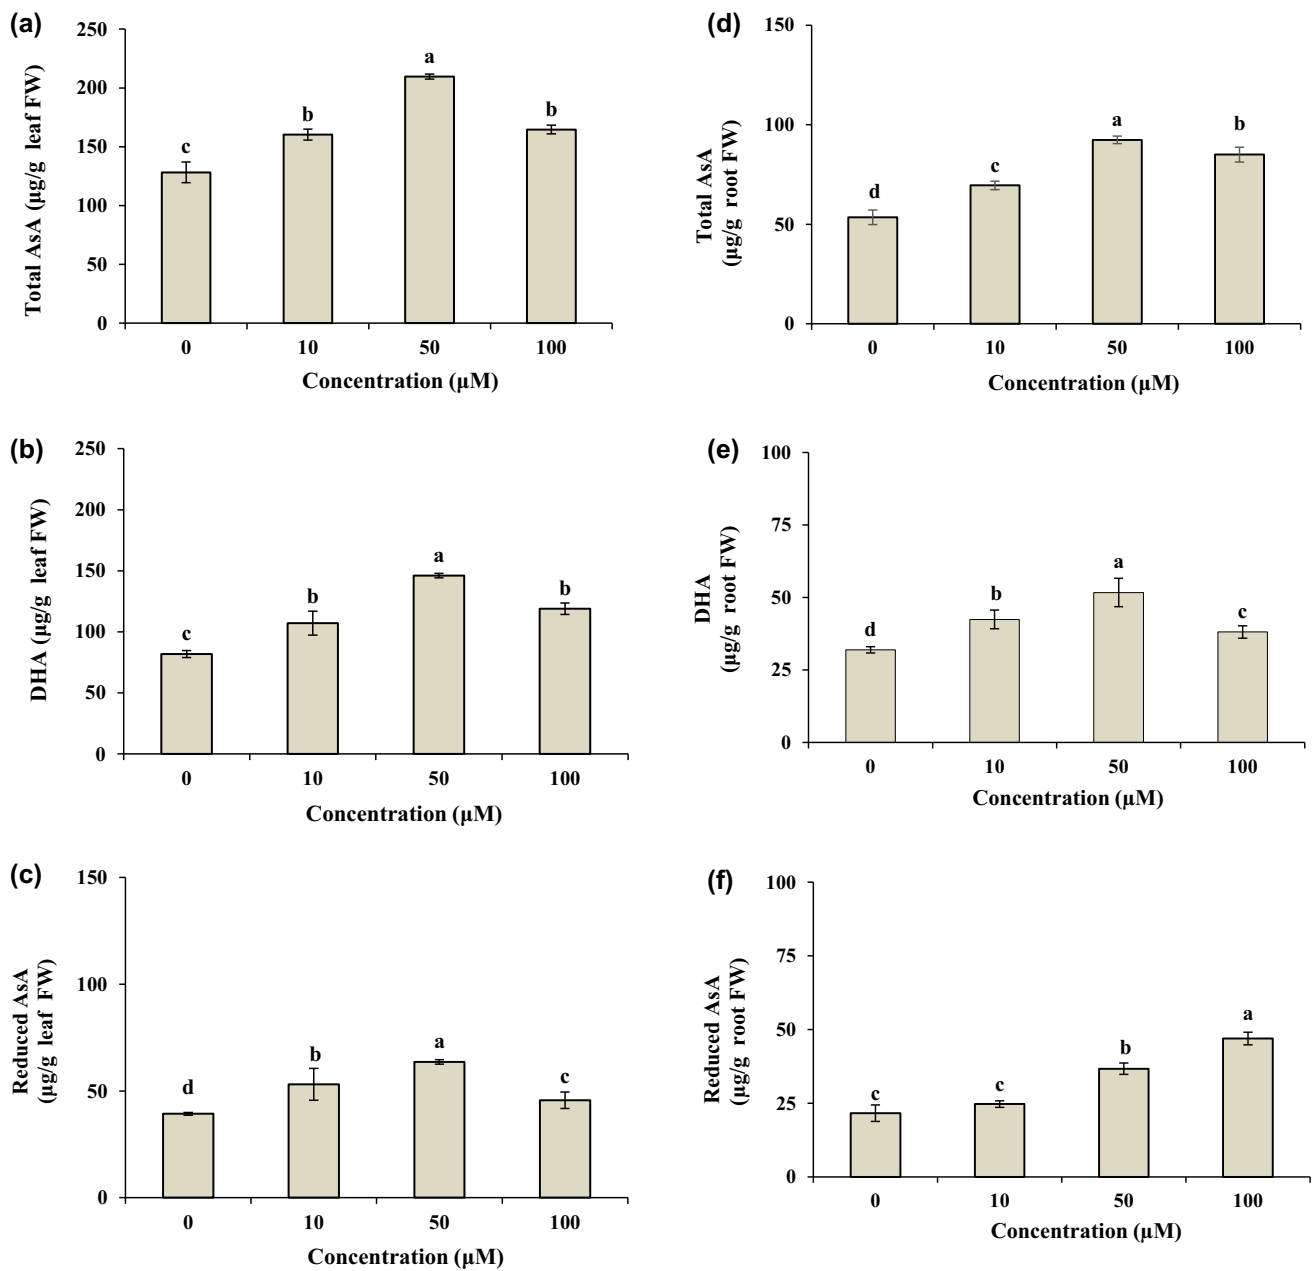 (a)
Total AsA (µg/g leaf FW)
250
200
150
100
50
0
c
b
a
b
0 10 50 100
Concentration (µM)
(d)
Total AsA
(µg/g root FW)
150
100
50
0
d
c
a
b
0 10 50 100
Concentration (µM)
(b)
DHA (µg/g leaf FW)
250
200
150
100
50
0
c
b
a
b
0 10 50 100
Concentration (µM)
(e)
DHA
(µg/g root FW)
100
75
50
25
0
d
b
a
c
0 10 50 100
Concentration (µM)
(c)
Reduced AsA
(µg/g leaf FW)
150
100
50
0
d
b
a
c
0 10 50 100
Concentration (µM)
(f)
Reduced AsA
(µg/g root FW)
100
75
50
25
0
c
c
b
a
0 10 50 100
Concentration (µM)